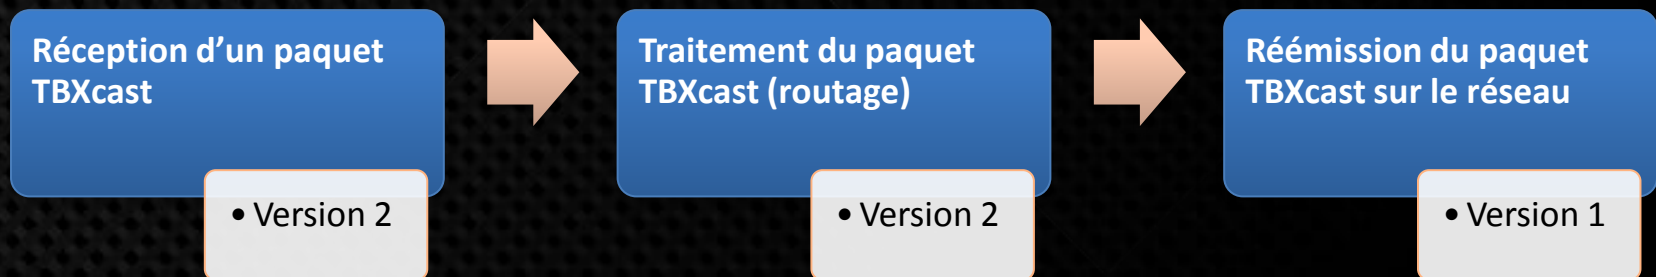 Réception d’un paquet
TBXcast
• Version 2
Traitement du paquet
TBXcast (routage)
• Version 2
Réémission du paquet
TBXcast sur le réseau
• Version 1